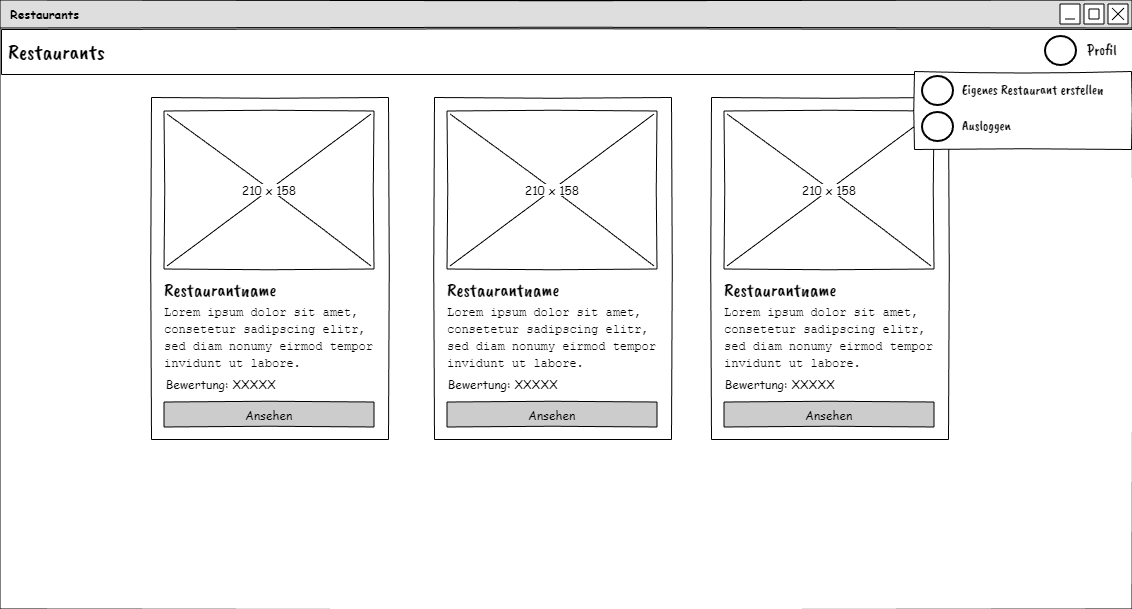 Restaurants
Restaurants
Profil
Eigenes Restaurant erstellen
Ausloggen
210 x 158
Restaurantname
Lorem ipsum dolor sit amet,
consetetur sadipscing elitr,
sed diam nonumy eirmod tempor
invidunt ut labore.
Bewertung: XXXXX
Ansehen
210 x 158
Restaurantname
Lorem ipsum dolor sit amet,
consetetur sadipscing elitr,
sed diam nonumy eirmod tempor
invidunt ut labore.
Bewertung: XXXXX
Ansehen
210 x 158
Restaurantname
Lorem ipsum dolor sit amet,
consetetur sadipscing elitr,
sed diam nonumy eirmod tempor
invidunt ut labore.
Bewertung: XXXXX
Ansehen